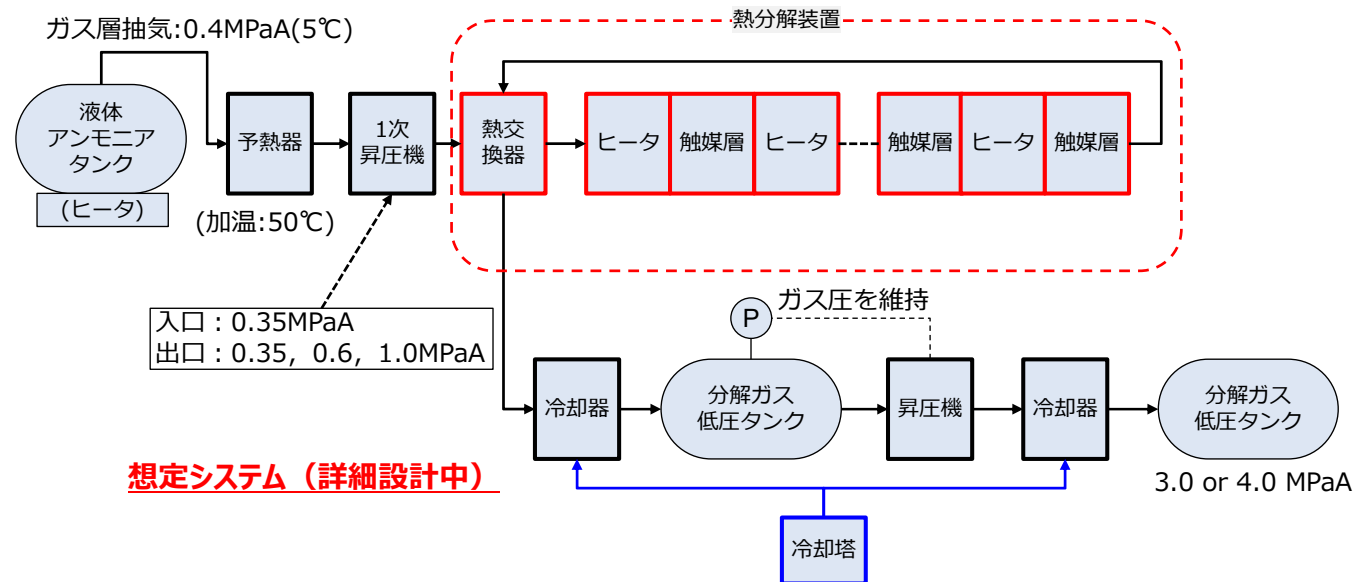 ガス層抽気:0.4MPaA(5℃)
熱分解装置
液体
アンモニア
タンク
(ヒータ)
予熱器
(加温:50℃)
1次
昇圧機
熱交
換器
ヒータ
触媒層
ヒータ
触媒層
ヒータ
触媒層
入口：0.35MPaA
出口：0.35，0.6，1.0MPaA
P
ガス圧を維持
冷却器
分解ガス
低圧タンク
昇圧機
冷却器
分解ガス
低圧タンク
3.0 or 4.0 MPaA
想定システム（詳細設計中）
冷却塔